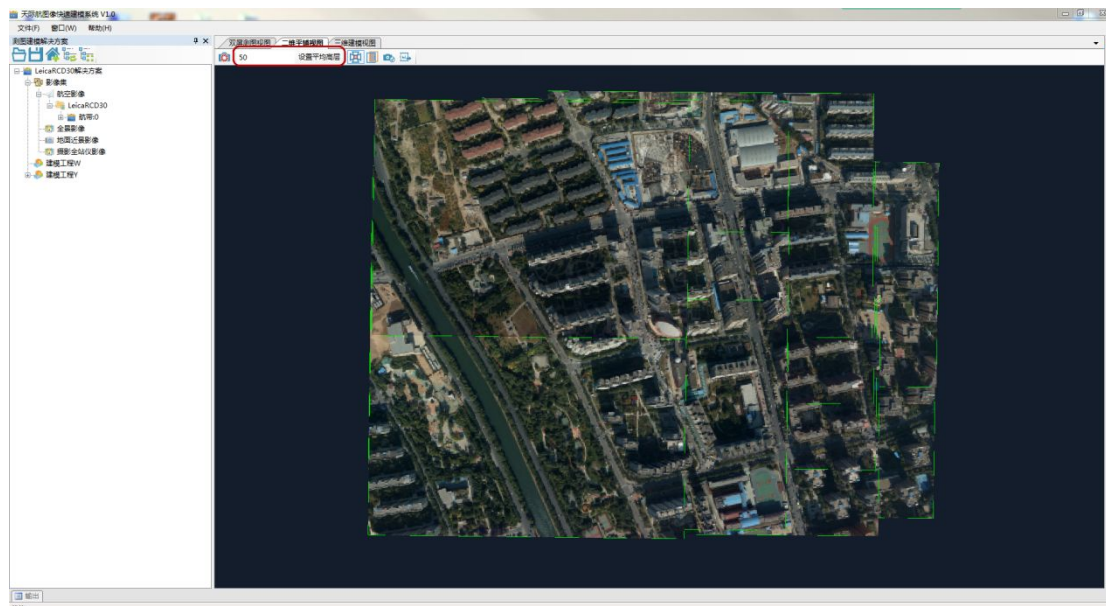 天际航图像快速建模系统 V1.0
文件(F) 窗口(W) 帮助(H)
测图建模解决方案
双屏测图视图 二维平铺视图 三维建模视图
50 设置平均高层
LeicaRCD30解决方案
影像集
航空影像
LeicaRCD30
航带:0
全景影像
地面近景影像
摄影全站仪影像
建模工程W
建模工程Y
输出